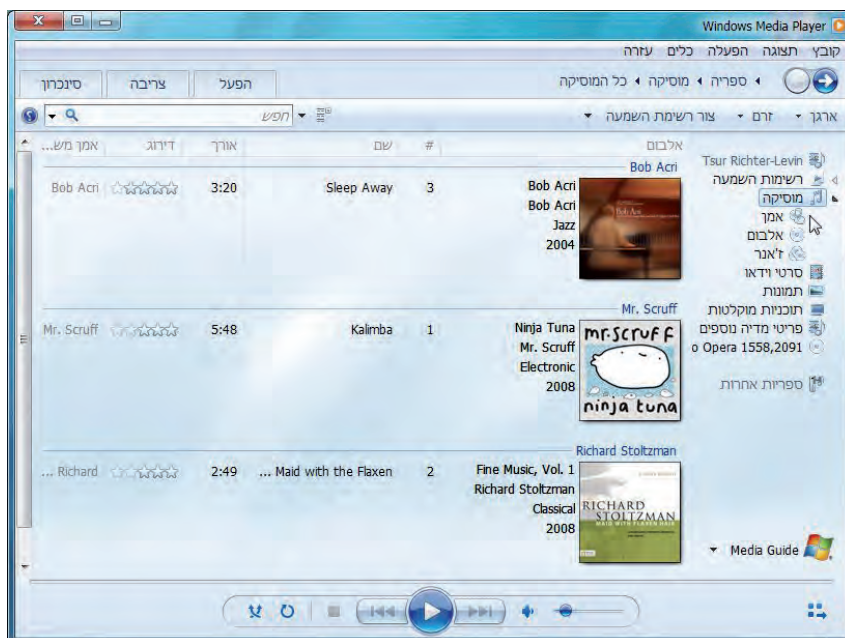 Windows Media Player
קובץ תצוגה הפעלה כלים עזרה
ספריה מוסיקה כל המוסיקה
הפעל צריבה סינכרון
ארגן זרם צור רשימת השמעה
חפש
אלבום # שם אורך דירוג אמן מש...
Tsur Richter-Levin
רשימות השמעה
מוסיקה
אמן
אלבום
ז'אנר
סרטי וידאו
תמונות
תוכניות מוקלטות
פריטי מדיה נוספים
o Opera 1558,2091
ספריות אחרות
Media Guide
Bob Acri
Bob Acri
Bob Acri
Jazz
2004
3 Sleep Away 3:20 Bob Acri
Mr. Scruff
mr.scruff
ninja tuna
Ninja Tuna
Mr. Scruff
Electronic
2008
1 Kalimba 5:48 Mr. Scruff
Richard Stoltzman
RICHARD
STOLTZMAN
MAID WITH FLAXEN HAIR
Fine Music, Vol. 1
Richard Stoltzman
Classical
2008
2 Maid with the Flaxen ... 2:49 Richard ...